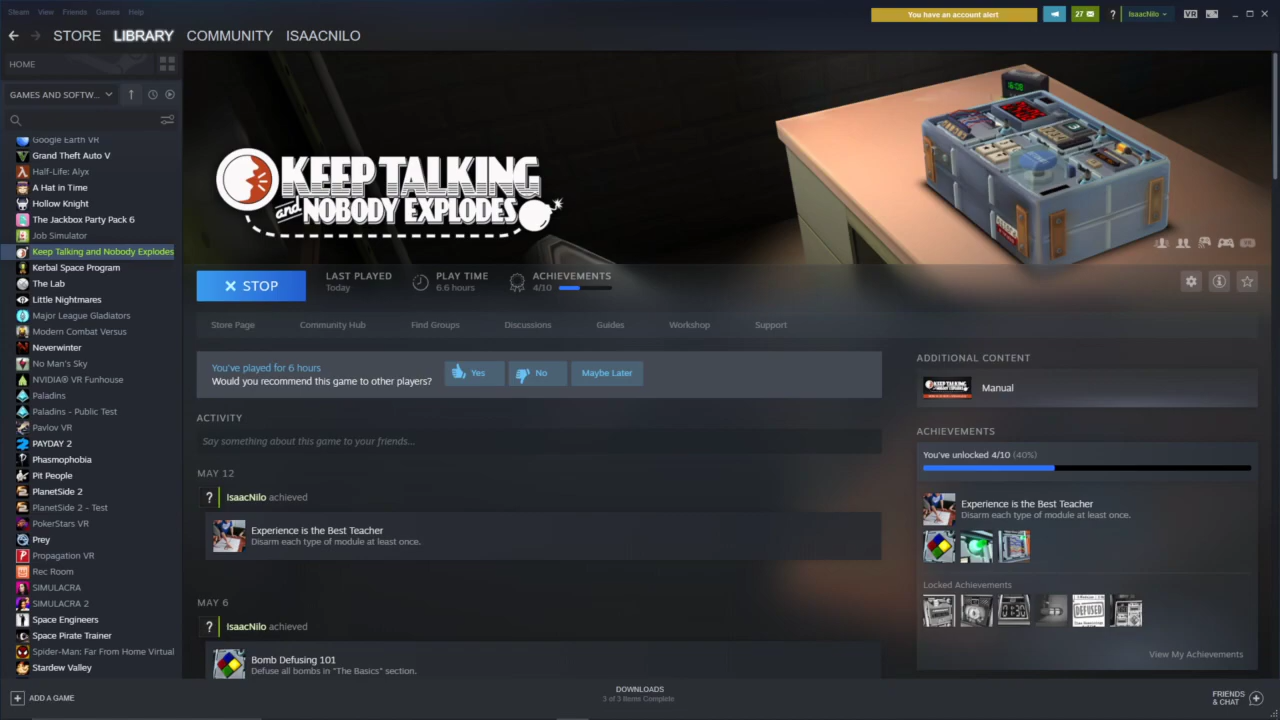 Steam View Friends Games Help
You have an account alert
27
?
IsaacNilo
VR
STORE LIBRARY COMMUNITY ISAACNILO
HOME
GAMES AND SOFTW...
Google Earth VR
Grand Theft Auto V
Half-Life: Alyx
A Hat in Time
Hollow Knight
The Jackbox Party Pack 6
Job Simulator
Keep Talking and Nobody Explodes
Kerbal Space Program
The Lab
Little Nightmares
Major League Gladiators
Modern Combat Versus
Neverwinter
No Man's Sky
NVIDIA® VR Funhouse
Paladins
Paladins - Public Test
Pavlov VR
PAYDAY 2
Phasmophobia
Pit People
PlanetSide 2
PlanetSide 2 - Test
PokerStars VR
Prey
Propagation VR
Rec Room
SIMULACRA
SIMULACRA 2
Space Engineers
Space Pirate Trainer
Spider-Man: Far From Home Virtual
Stardew Valley
ADD A GAME
KEEP TALKING
and NOBODY EXPLODES
STOP
LAST PLAYED
Today
PLAY TIME
6.6 hours
ACHIEVEMENTS
4/10
Store Page Community Hub Find Groups Discussions Guides Workshop Support
You've played for 6 hours
Would you recommend this game to other players?
Yes
No
Maybe Later
ACTIVITY
Say something about this game to your friends...
MAY 12
? IsaacNilo achieved
Experience is the Best Teacher
Disarm each type of module at least once.
MAY 6
? IsaacNilo achieved
Bomb Defusing 101
Defuse all bombs in "The Basics" section.
ADDITIONAL CONTENT
Manual
ACHIEVEMENTS
You've unlocked 4/10 (40%)
Experience is the Best Teacher
Disarm each type of module at least once.
Locked Achievements
0:30
DEFUSED
View My Achievements
DOWNLOADS
3 of 3 Items Complete
FRIENDS
& CHAT